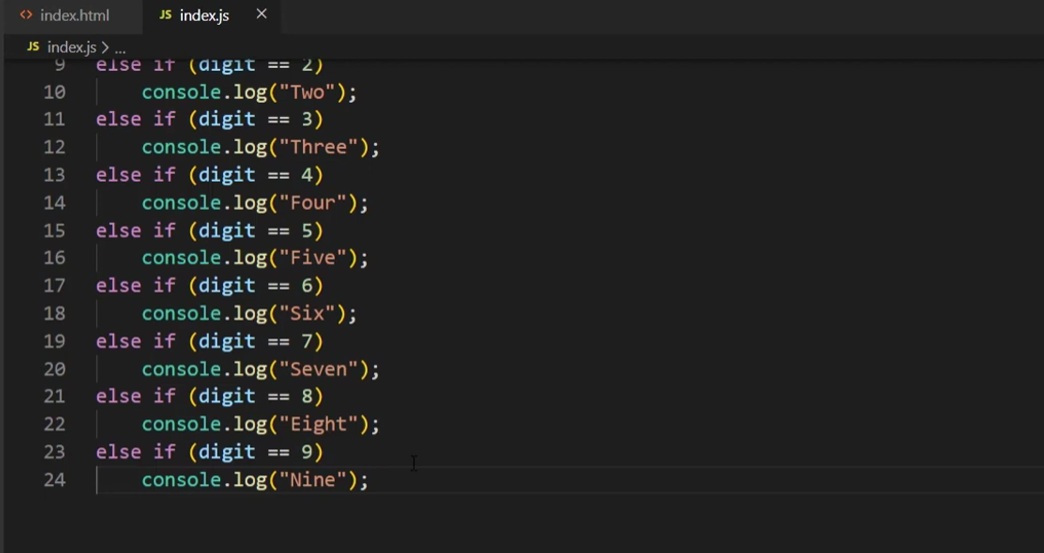 index.html
JS index.js ×
JS index.js > ...
9 else if (digit == 2)
10 console.log("Two");
11 else if (digit == 3)
12 console.log("Three");
13 else if (digit == 4)
14 console.log("Four");
15 else if (digit == 5)
16 console.log("Five");
17 else if (digit == 6)
18 console.log("Six");
19 else if (digit == 7)
20 console.log("Seven");
21 else if (digit == 8)
22 console.log("Eight");
23 else if (digit == 9)
24 console.log("Nine");